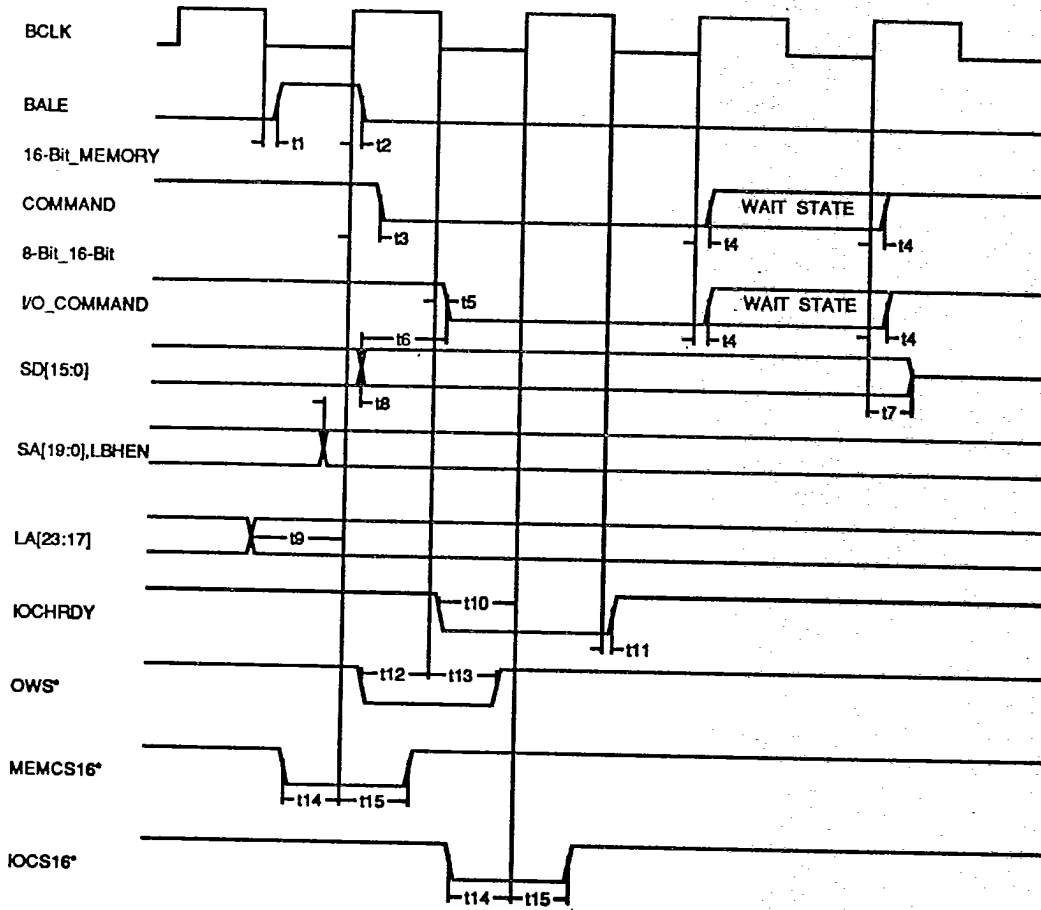 BCLK
BALE
t1
t2
16-Bit_MEMORY
COMMAND
WAIT STATE
t3
t4
t4
8-Bit_16-Bit
I/O_COMMAND
t5
WAIT STATE
t6
t4
t4
SD[15:0]
t8
t7
SA[19:0],LBHEN
LA[23:17]
t9
IOCHRDY
t10
t11
OWS*
t12
t13
MEMCS16*
t14
t15
IOCS16*
t14
t15